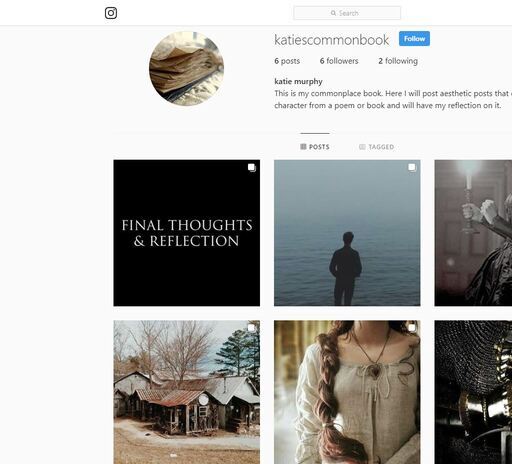 Search
katiescommonbook Follow
6 posts 6 followers 2 following
katie murphy
This is my commonplace book. Here I will post aesthetic posts that
character from a poem or book and will have my reflection on it.
POSTS TAGGED
FINAL THOUGHTS
& REFLECTION